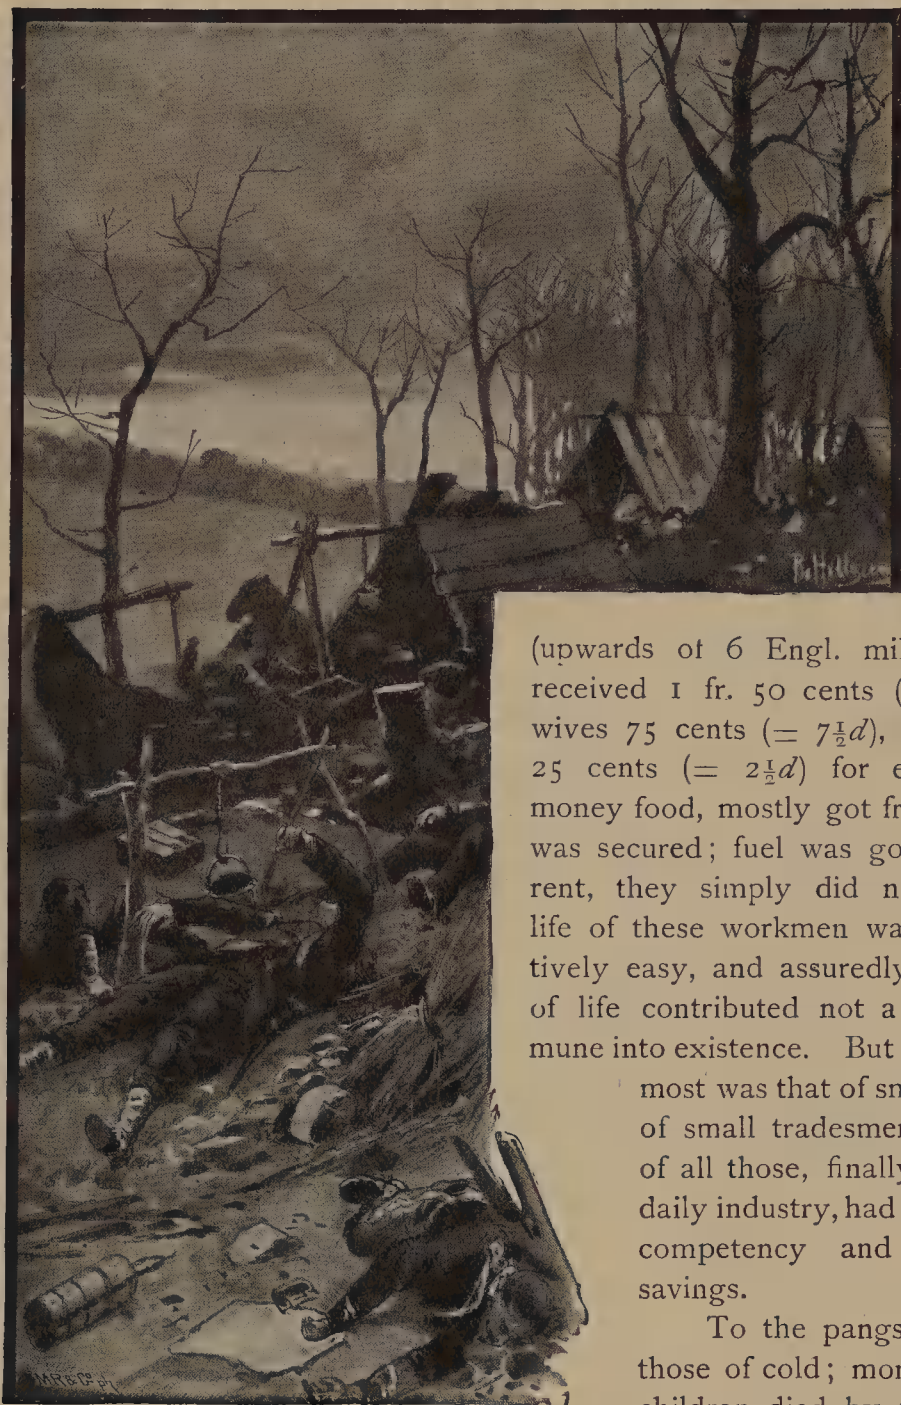 (upwards of 6 Engl. mil
received 1 fr. 50 cents (
wives 75 cents (= 7½d),
25 cents (= 2½d) for e
money food, mostly got fr
was secured; fuel was go
rent, they simply did n
life of these workmen wa
tively easy, and assuredly
of life contributed not a
mune into existence. But
most was that of sm
of small tradesmen
of all those, finally
daily industry, had
competency and
savings.
To the pangs
those of cold; mor
children died by
M.R & Co